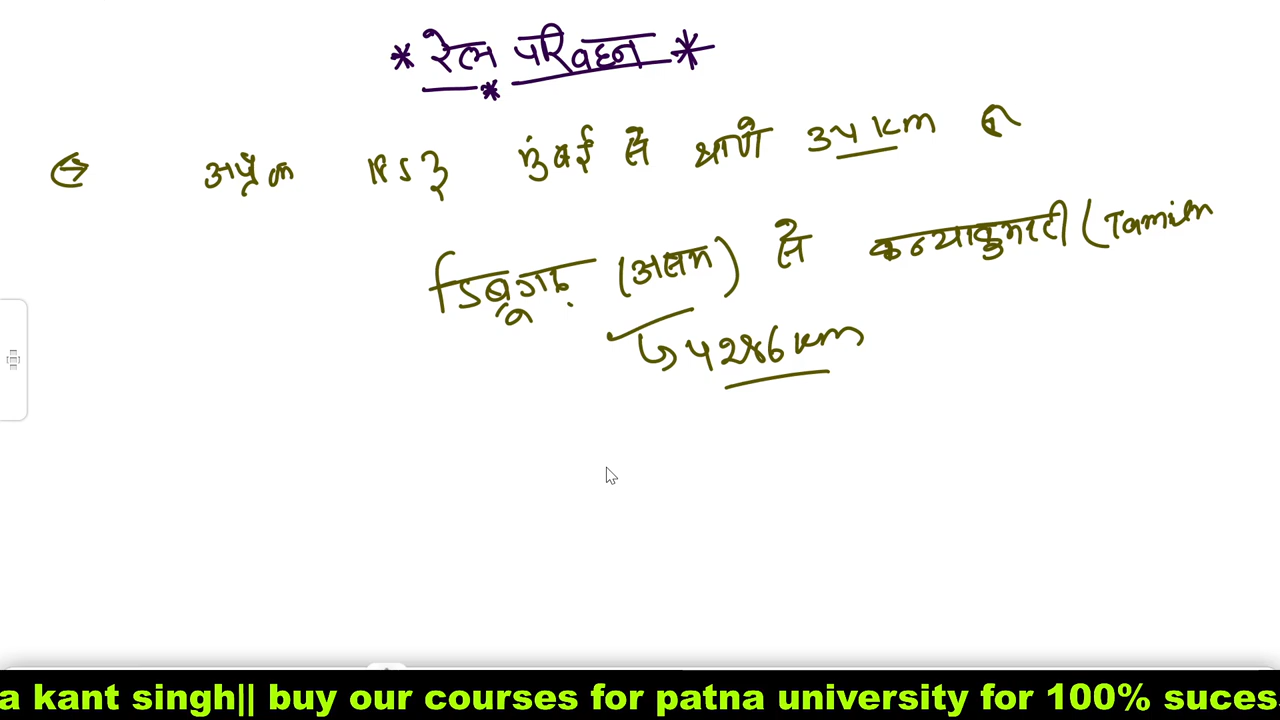 * रेल परिवहन *
*
⇒ अप्रैल 1853 मुंबई से थाणे 34 km
डिब्रूगढ़ (असम) से कन्याकुमारी (Tamiln
↳ 4286 km
a kant singh|| buy our courses for patna university for 100% suces